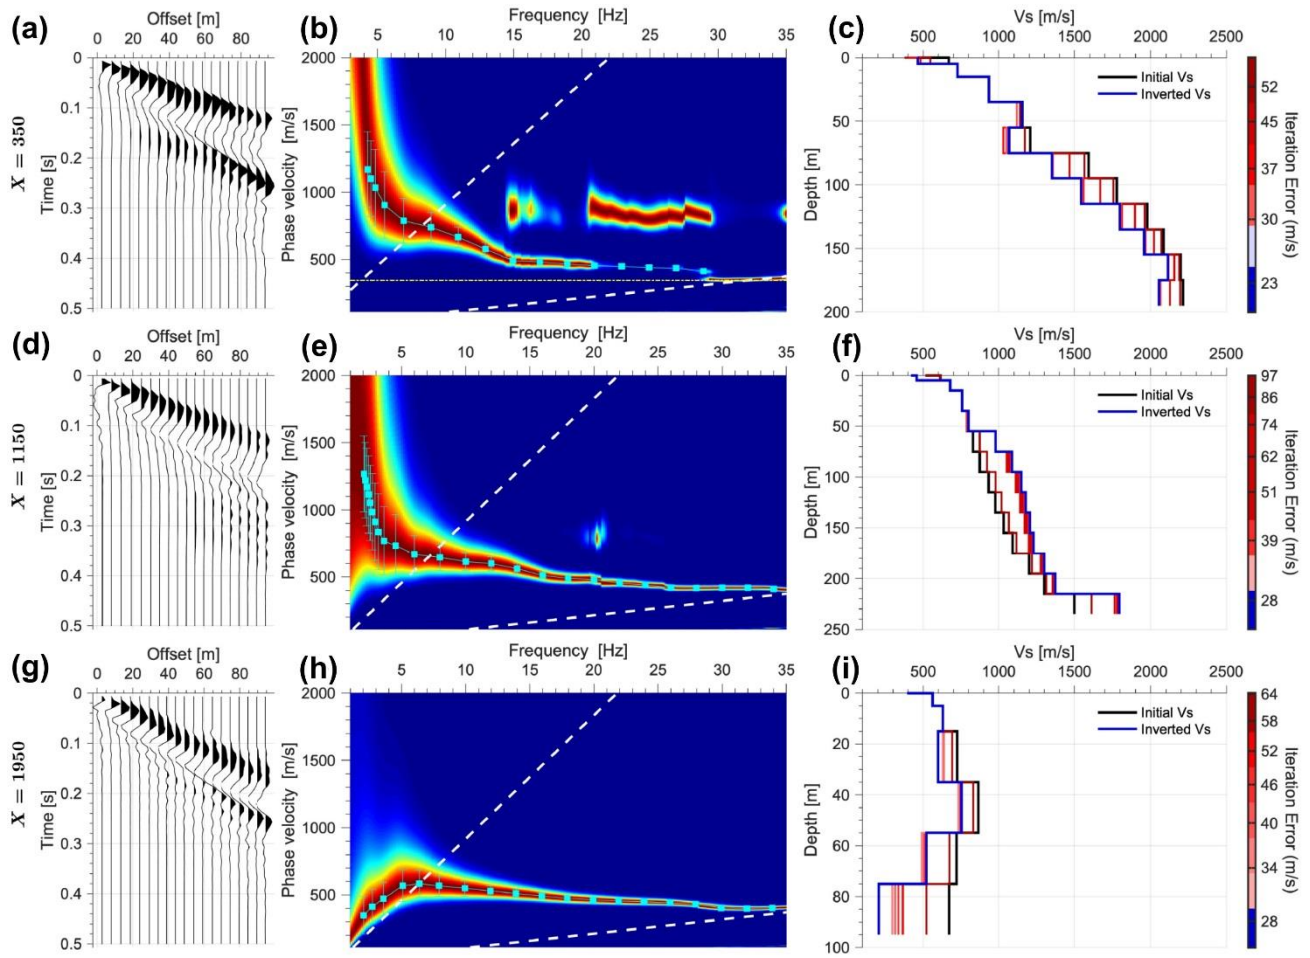 (a)
Offset [m]
0 20 40 60 80
0
0.1
0.2
0.3
0.4
0.5
Time [s]
X = 350
(b)
Frequency [Hz]
5 10 15 20 25 30 35
2000
1500
1000
500
Phase velocity [m/s]
(c)
Vs [m/s]
500 1000 1500 2000 2500
0
50
100
150
200
Depth [m]
Initial Vs
Inverted Vs
52
45
37
30
23
Iteration Error (m/s)
(d)
Offset [m]
0 20 40 60 80
0
0.1
0.2
0.3
0.4
0.5
Time [s]
X = 1150
(e)
Frequency [Hz]
5 10 15 20 25 30 35
2000
1500
1000
500
Phase velocity [m/s]
(f)
Vs [m/s]
500 1000 1500 2000 2500
0
50
100
150
200
250
Depth [m]
Initial Vs
Inverted Vs
97
86
74
62
51
39
28
Iteration Error (m/s)
(g)
Offset [m]
0 20 40 60 80
0
0.1
0.2
0.3
0.4
0.5
Time [s]
X = 1950
(h)
Frequency [Hz]
5 10 15 20 25 30 35
2000
1500
1000
500
Phase velocity [m/s]
(i)
Vs [m/s]
500 1000 1500 2000 2500
0
20
40
60
80
100
Depth [m]
Initial Vs
Inverted Vs
64
58
52
46
40
34
28
Iteration Error (m/s)